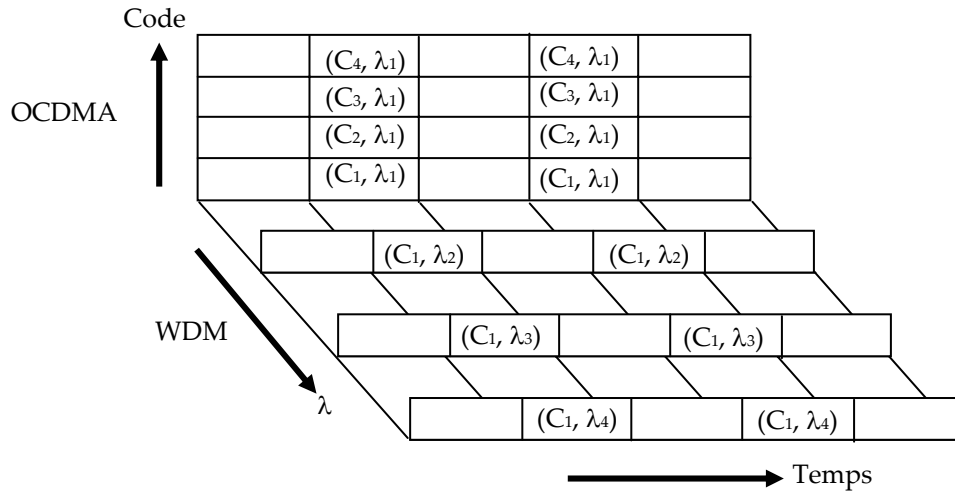 Code
(C₄, λ₁) (C₄, λ₁)
OCDMA (C₃, λ₁) (C₃, λ₁)
(C₂, λ₁) (C₂, λ₁)
(C₁, λ₁) (C₁, λ₁)
(C₁, λ₂) (C₁, λ₂)
WDM (C₁, λ₃) (C₁, λ₃)
λ (C₁, λ₄) (C₁, λ₄)
Temps